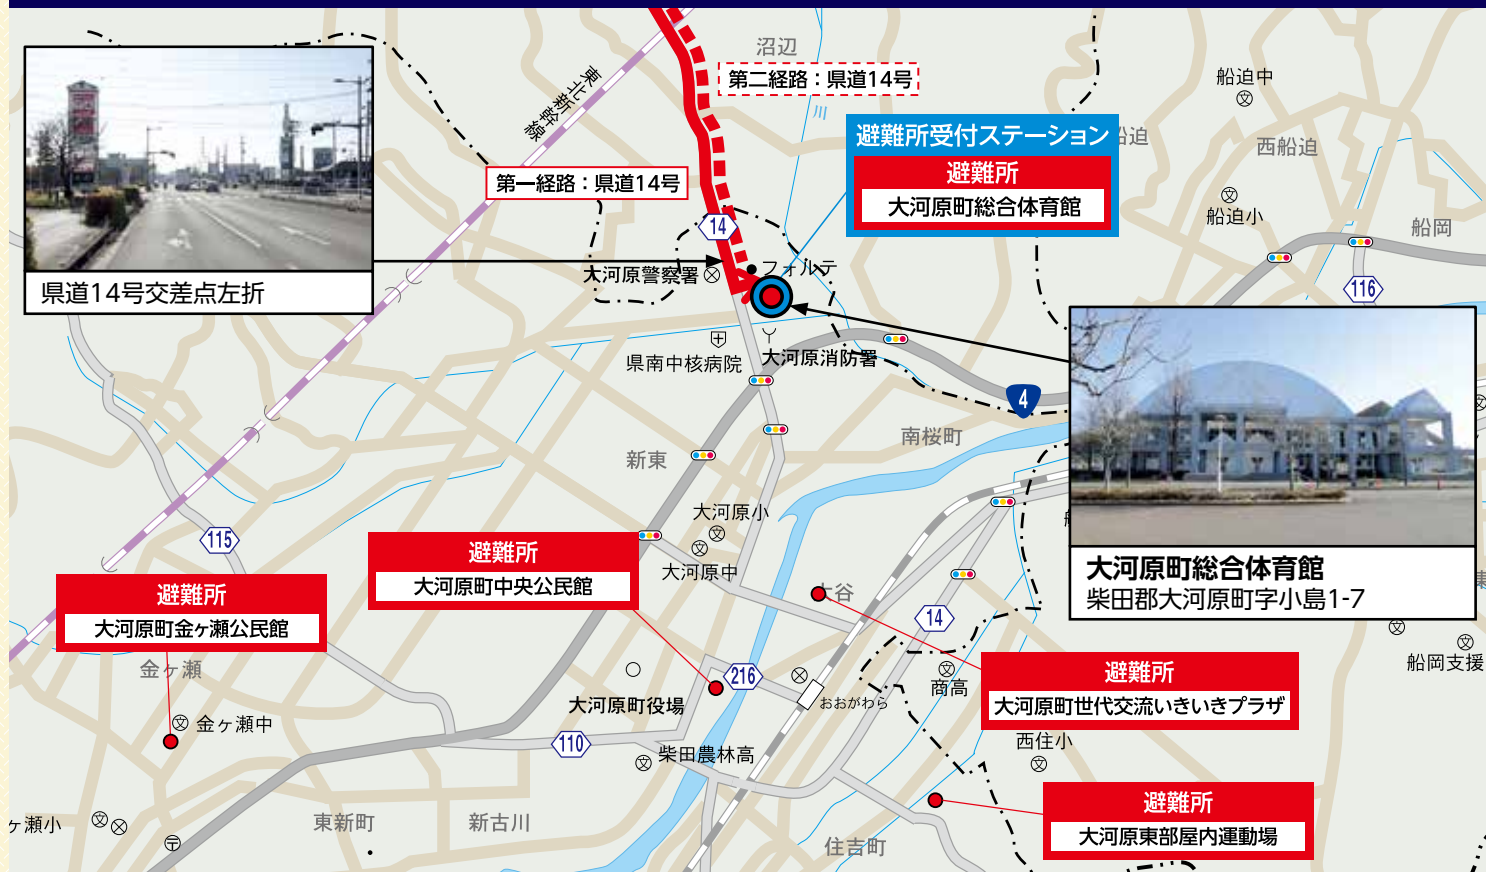 沼辺
東北新幹線
第二経路：県道14号
川
船迫中
船迫
西船迫
避難所受付ステーション
避難所
大河原町総合体育館
第一経路：県道14号
船迫小
船岡
14
フォルテ
大河原警察署
116
県道14号交差点左折
県南中核病院
大河原消防署
4
南桜町
新東
大河原小
115
避難所
大河原町中央公民館
大河原中
大河原町総合体育館
柴田郡大河原町字小島1-7
避難所
大河原町金ヶ瀬公民館
大谷
14
金ヶ瀬
216
避難所
大河原町世代交流いきいきプラザ
商高
船岡支援
大河原町役場
おおがわら
金ヶ瀬中
110
柴田農林高
西住小
避難所
大河原東部屋内運動場
ヶ瀬小
東新町
新古川
住吉町